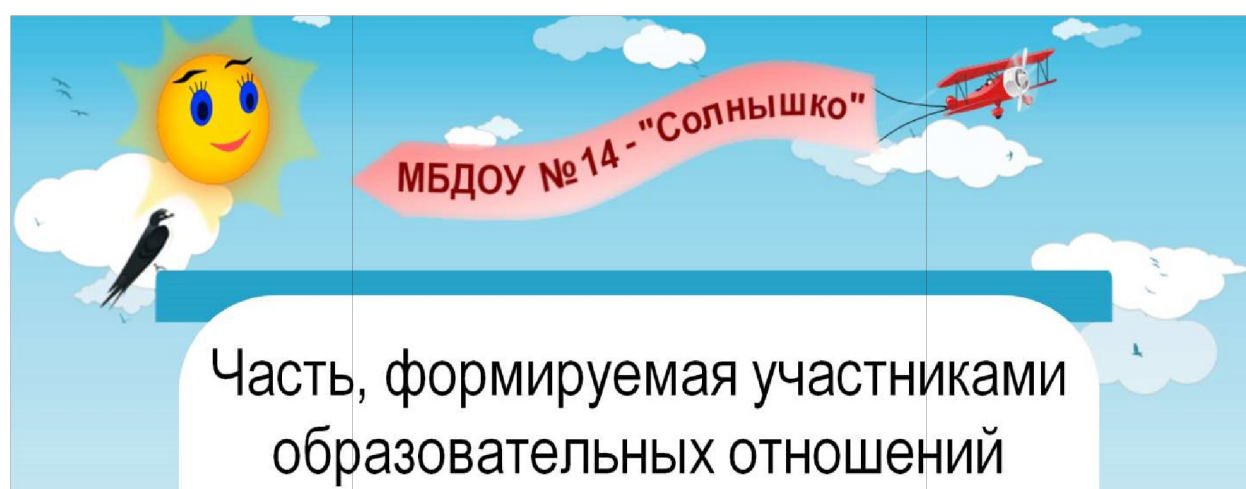 МБДОУ №14 - "Солнышко"
Часть, формируемая участниками
образовательных отношений